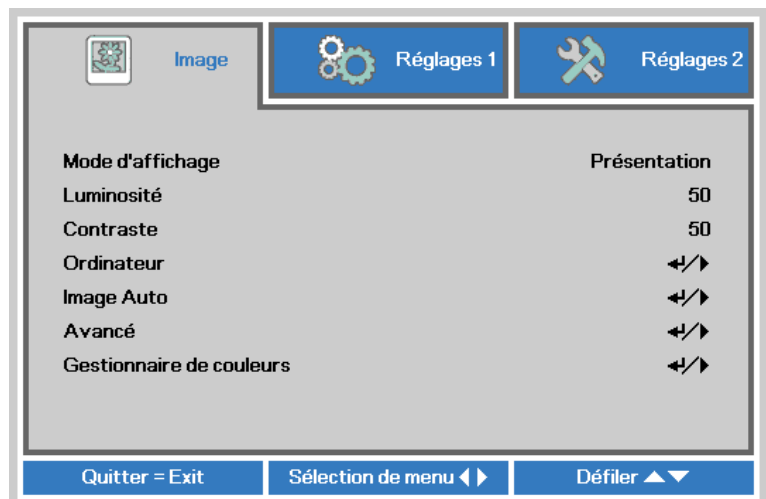 Image Réglages 1 Réglages 2
Mode d'affichage Présentation
Luminosité 50
Contraste 50
Ordinateur
Image Auto
Avancé
Gestionnaire de couleurs
Quitter = Exit Sélection de menu Défiler